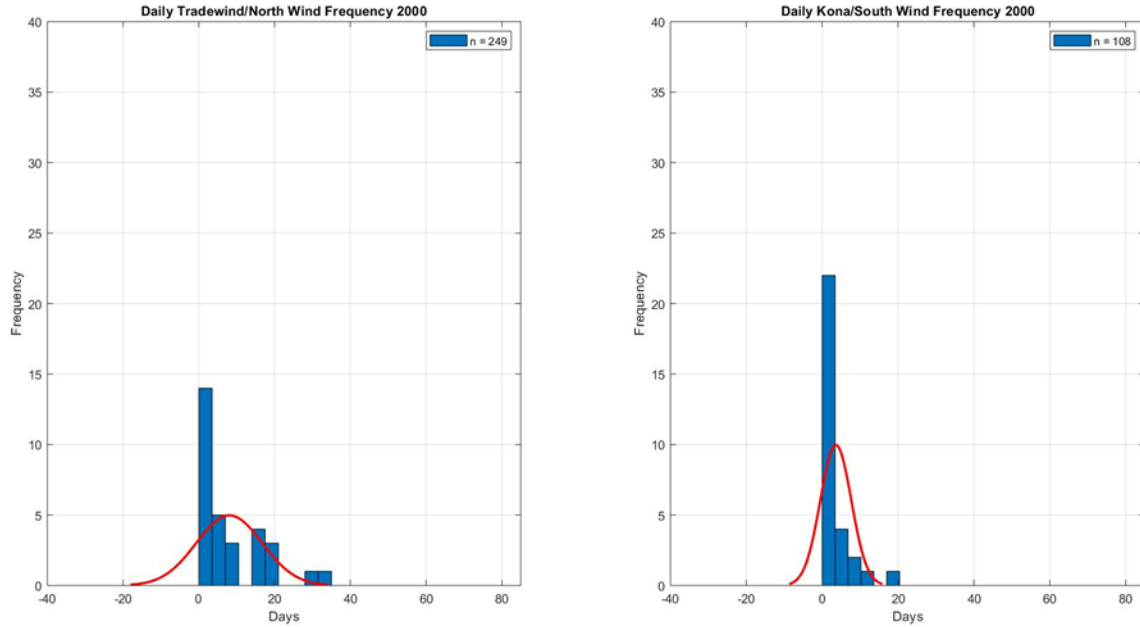 Daily Tradewind/North Wind Frequency 2000
40
35
30
25
20
15
10
5
0
Frequency
n = 249
-40 -20 0 20 40 60 80
Days
Daily Kona/South Wind Frequency 2000
40
35
30
25
20
15
10
5
0
Frequency
n = 108
-40 -20 0 20 40 60 80
Days